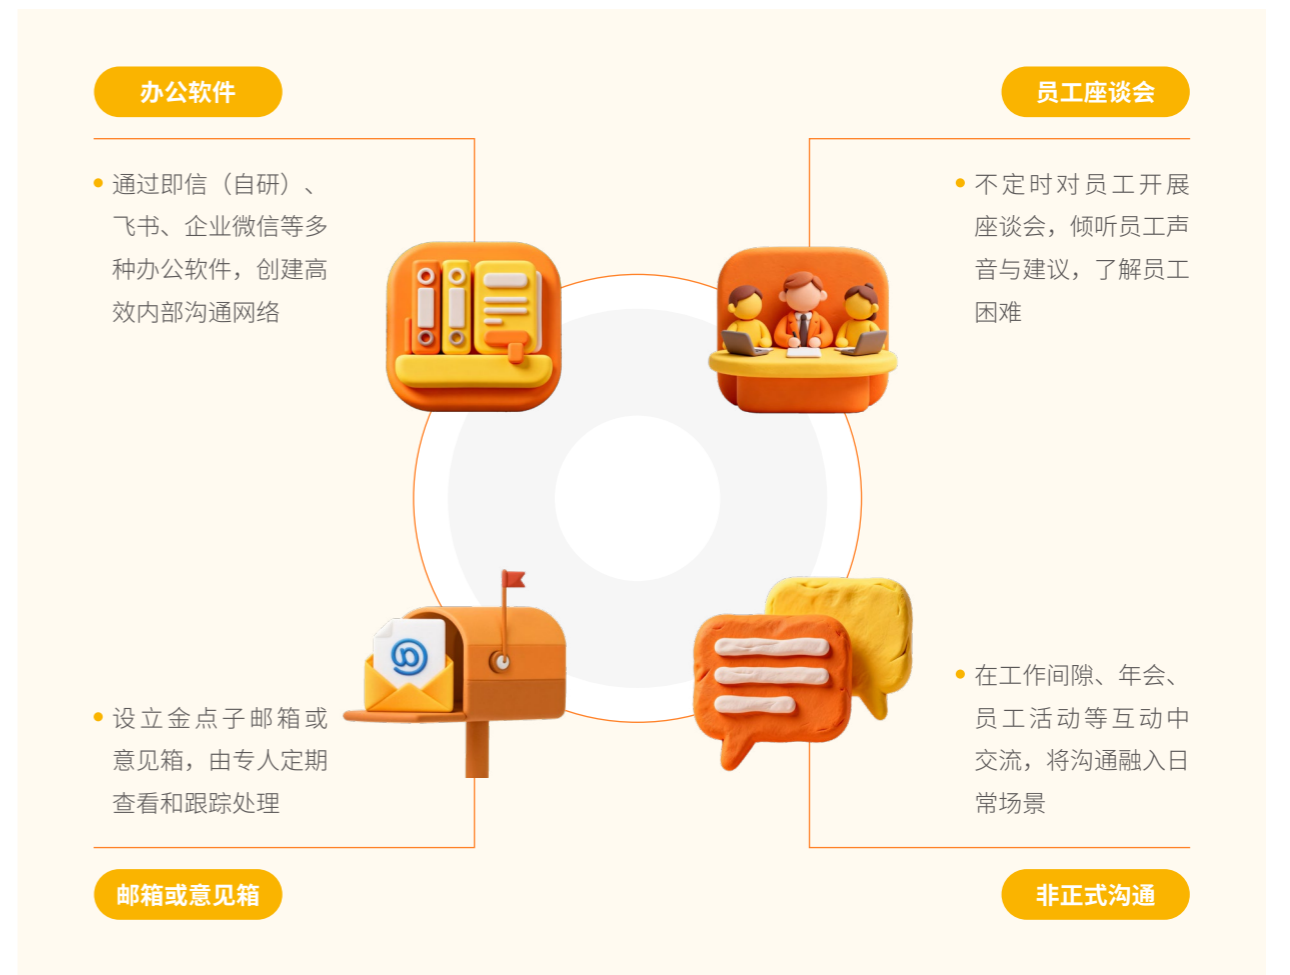 办公软件
通过即信（自研）、
飞书、企业微信等多
种办公软件，创建高
效内部沟通网络
员工座谈会
不定时对员工开展
座谈会，倾听员工声
音与建议，了解员工
困难
设立金点子邮箱或
意见箱，由专人定期
查看和跟踪处理
邮箱或意见箱
在工作间隙、年会、
员工活动等互动中
交流，将沟通融入日
常场景
非正式沟通